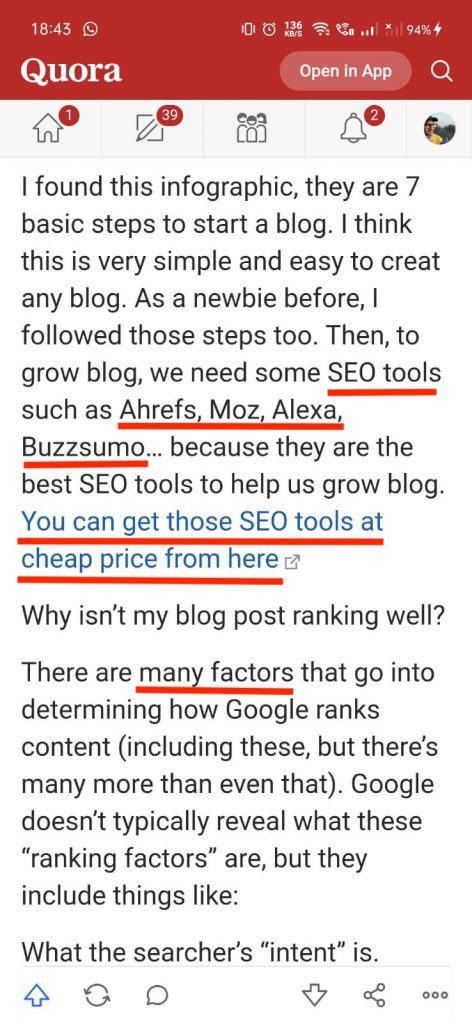 18:43
136
KB/S
94%
Quora
Open in App
1
39
2
I found this infographic, they are 7
basic steps to start a blog. I think
this is very simple and easy to creat
any blog. As a newbie before, I
followed those steps too. Then, to
grow blog, we need some SEO tools
such as Ahrefs, Moz, Alexa,
Buzzsumo… because they are the
best SEO tools to help us grow blog.
You can get those SEO tools at
cheap price from here
Why isn’t my blog post ranking well?
There are many factors that go into
determining how Google ranks
content (including these, but there’s
many more than even that). Google
doesn’t typically reveal what these
“ranking factors” are, but they
include things like:
What the searcher’s “intent” is.